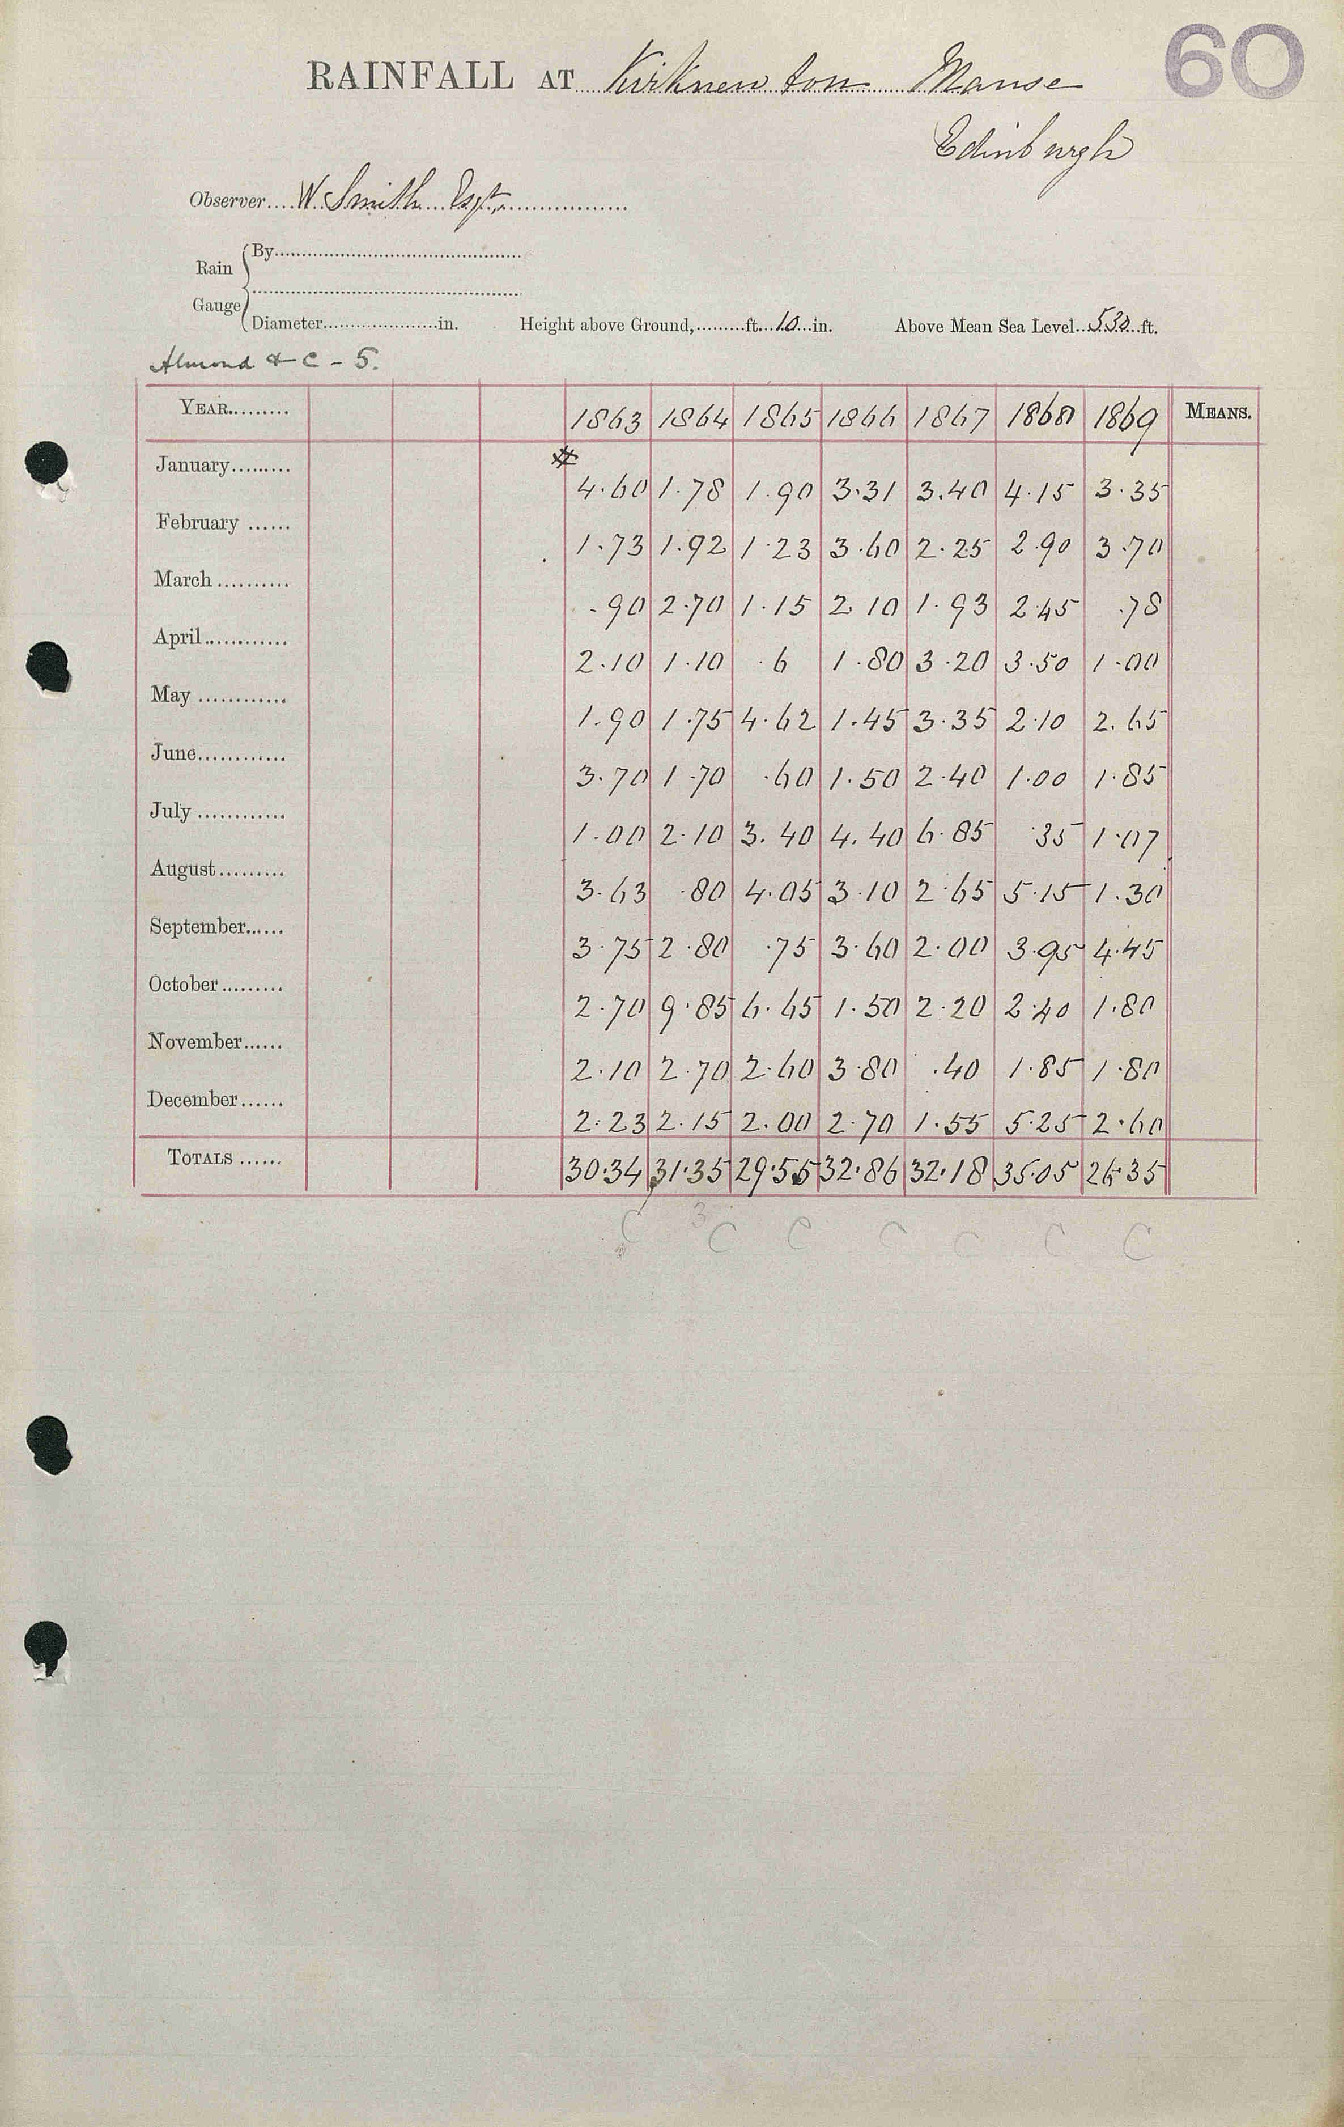 60
RAINFALL AT Kirknewton Manse
Edinburgh
Observer....W. Smith Esqr.
Rain Gauge { By
Diameter......in. Height above Ground,.........ft...10...in. Above Mean Sea Level...530...ft.
Almond & C - 5.
YEAR......... 1863 1864 1865 1866 1867 1868 1869 MEANS.
January......... # 4.60 1.78 1.90 3.31 3.40 4.15 3.35
February ...... 1.73 1.92 1.23 3.60 2.25 2.90 3.70
March .......... .90 2.70 1.15 2.10 1.93 2.45 .78
April............ 2.10 1.10 .6 1.80 3.20 3.50 1.00
May ............ 1.90 1.75 4.62 1.45 3.35 2.10 2.65
June............ 3.70 1.70 .60 1.50 2.40 1.00 1.85
July ............ 1.00 2.10 3.40 4.40 6.85 .35 1.07
August......... 3.63 .80 4.05 3.10 2.65 5.15 1.30
September...... 3.75 2.80 .75 3.60 2.00 3.95 4.45
October......... 2.70 9.85 6.65 1.50 2.20 2.40 1.80
November...... 2.10 2.70 2.60 3.80 .40 1.85 1.80
December...... 2.23 2.15 2.00 2.70 1.55 5.25 2.60
TOTALS ...... 30.34 31.35 29.55 32.86 32.18 35.05 26.35
C 3 C C C C C C